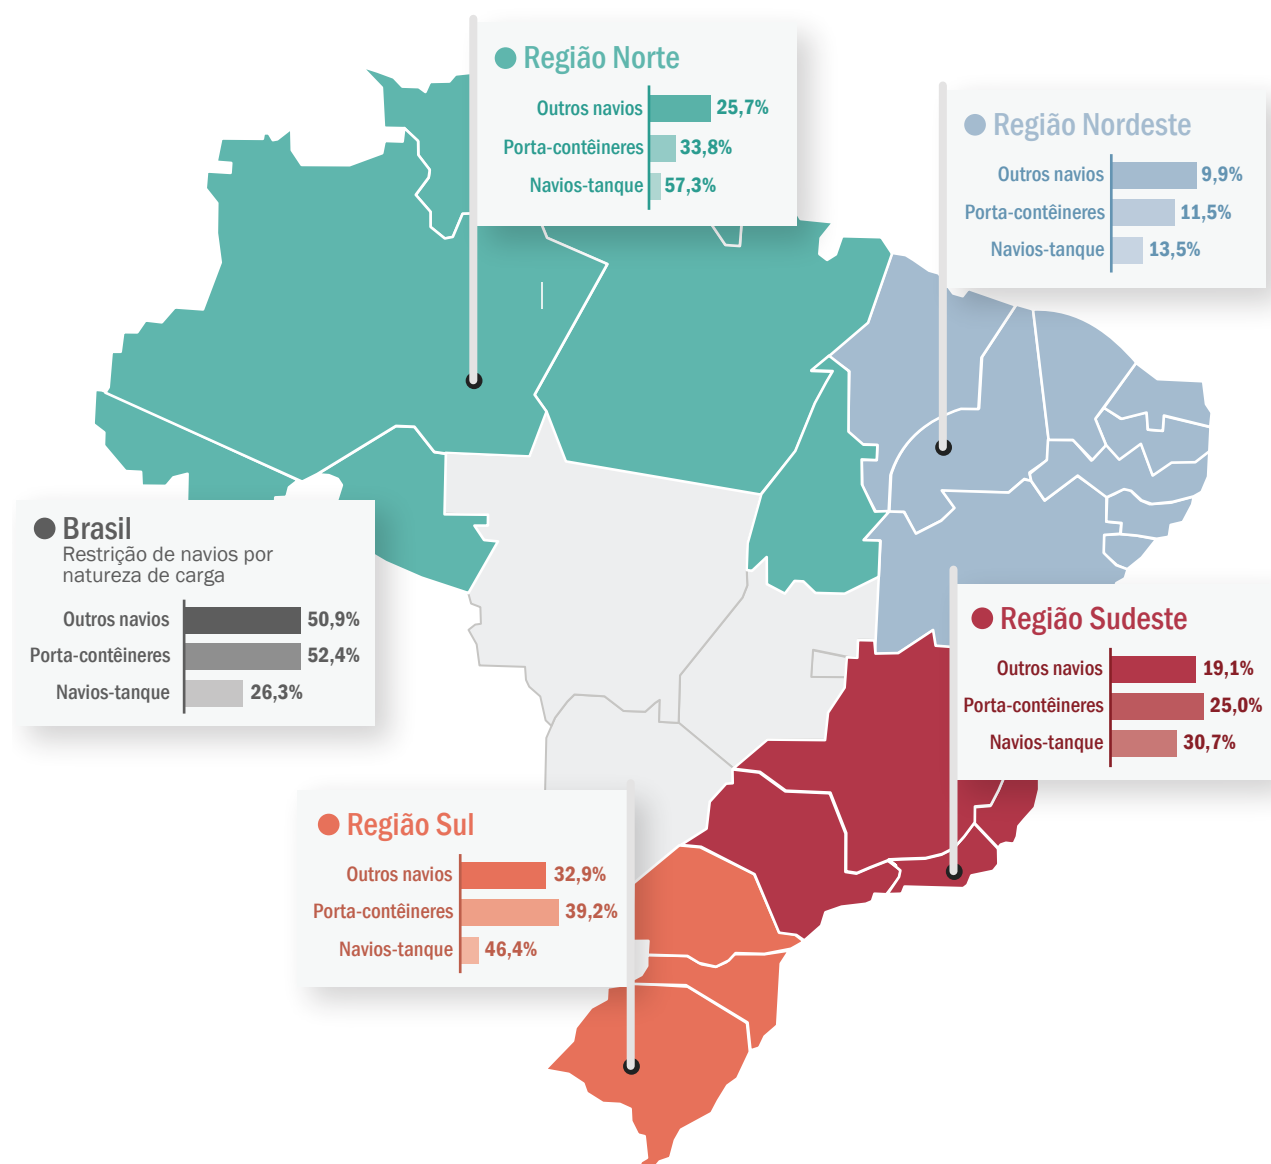 Região Norte
Outros navios 25,7%
Porta-contêineres 33,8%
Navios-tanque 57,3%
Região Nordeste
Outros navios 9,9%
Porta-contêineres 11,5%
Navios-tanque 13,5%
Brasil
Restrição de navios por
natureza de carga
Outros navios 50,9%
Porta-contêineres 52,4%
Navios-tanque 26,3%
Região Sudeste
Outros navios 19,1%
Porta-contêineres 25,0%
Navios-tanque 30,7%
Região Sul
Outros navios 32,9%
Porta-contêineres 39,2%
Navios-tanque 46,4%